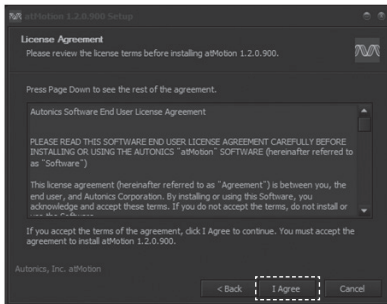 atMotion 1.2.0.900 Setup
License Agreement
Please review the license terms before installing atMotion 1.2.0.900.
Press Page Down to see the rest of the agreement.
Autonics Software End User License Agreement
PLEASE READ THIS SOFTWARE END USER LICENSE AGREEMENT CAREFULLY BEFORE
INSTALLING OR USING THE AUTONICS "atMotion" SOFTWARE (hereinafter referred to
as "Software")
This license agreement (hereinafter referred to as "Agreement") is between you, the
end user, and Autonics Corporation. By installing or using this Software, you
acknowledge and accept these terms. If you do not accept the terms, do not install or
use the Software.
If you accept the terms of the agreement, click I Agree to continue. You must accept the
agreement to install atMotion 1.2.0.900.
Autonics, Inc. atMotion
< Back
I Agree
Cancel